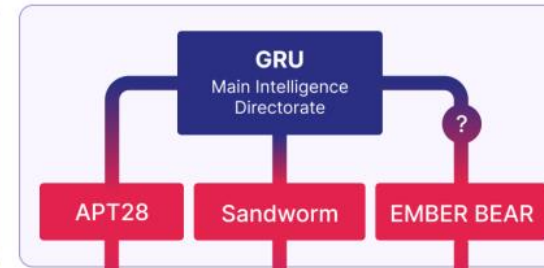 GRU
Main Intelligence
Directorate
?
APT28
Sandworm
EMBER BEAR